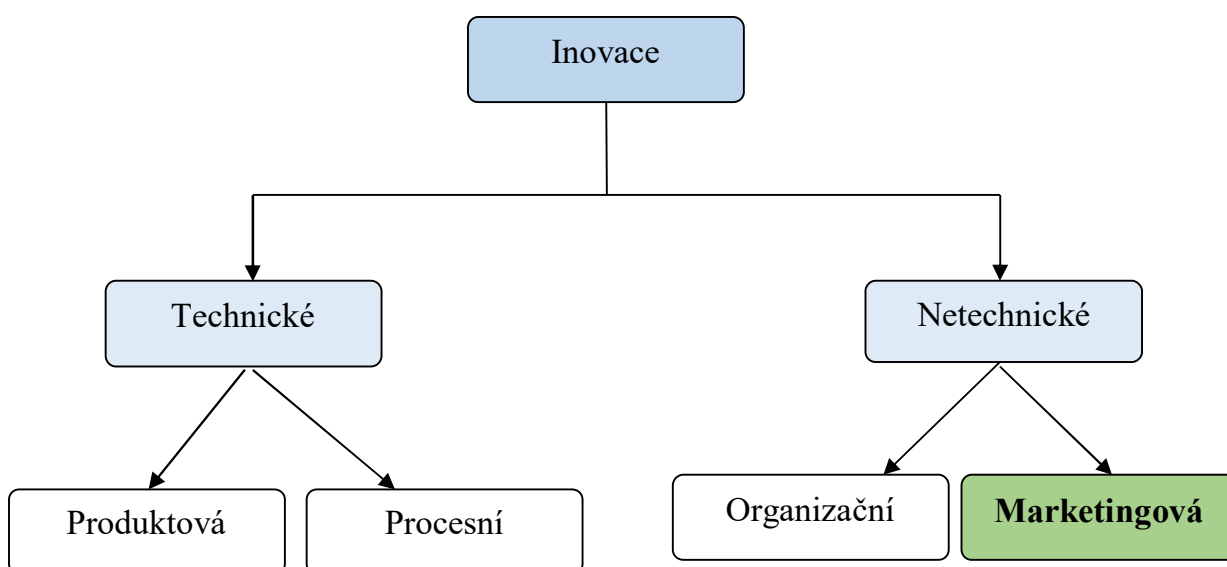 Inovace
Technické
Netechnické
Produktová
Procesní
Organizační
Marketingová